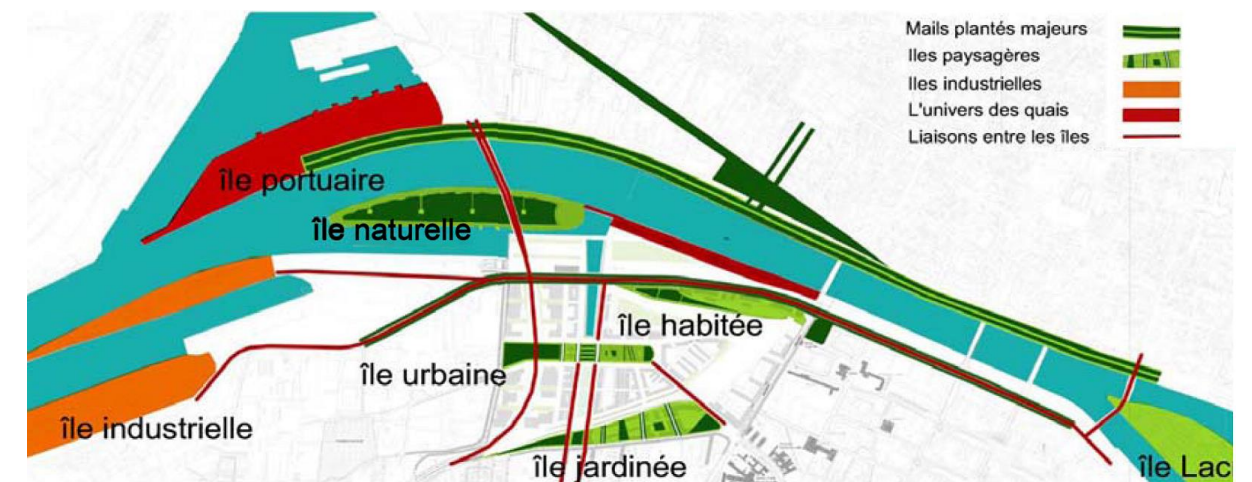 Mails plantés majeurs
Iles paysagères
Iles industrielles
L'univers des quais
Liaisons entre les îles
île portuaire
île naturelle
île habitée
île urbaine
île industrielle
île jardinée
île Lac